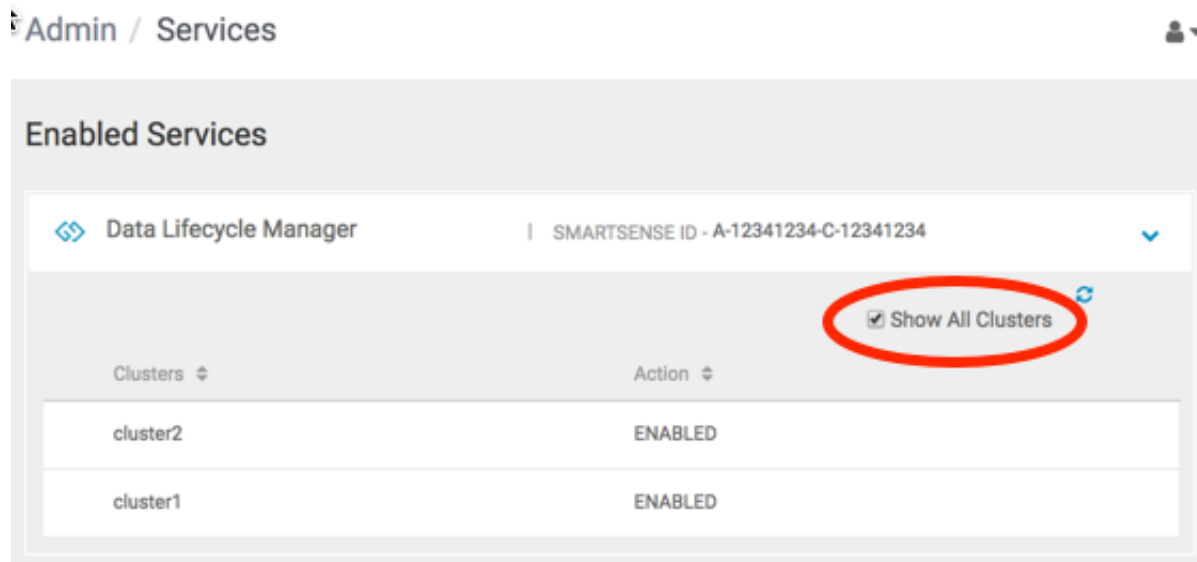 Admin / Services
Enabled Services
Data Lifecycle Manager | SMARTSENSE ID - A-12341234-C-12341234
Show All Clusters
Clusters Action
cluster2 ENABLED
cluster1 ENABLED